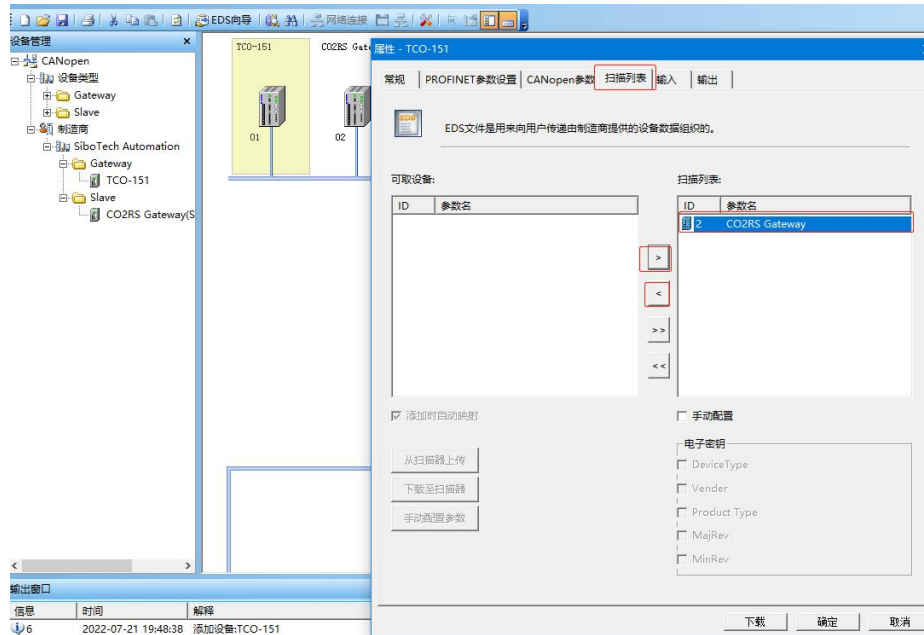 EDS向导
网络连接
设备管理
×
CANopen
设备类型
Gateway
Slave
制造商
SiboTech Automation
Gateway
TCO-151
Slave
CO2RS Gateway(S
TCO-151
CO2RS Gat
01
02
属性 - TCO-151
常规
PROFINET参数设置
CANopen参数
扫描列表
输入
输出
EDS
EDS文件是用来向用户传递由制造商提供的设备数据组织的。
可取设备:
扫描列表:
ID 参数名
ID 参数名
2 CO2RS Gateway
>
<
>>
<<
添加时自动映射
手动配置
从扫描器上传
下载至扫描器
手动配置参数
电子密钥
DeviceType
Vender
Product Type
MajRev
MinRev
下载
确定
取消
输出窗口
信息 时间 解释
6 2022-07-21 19:48:38 添加设备:TCO-151